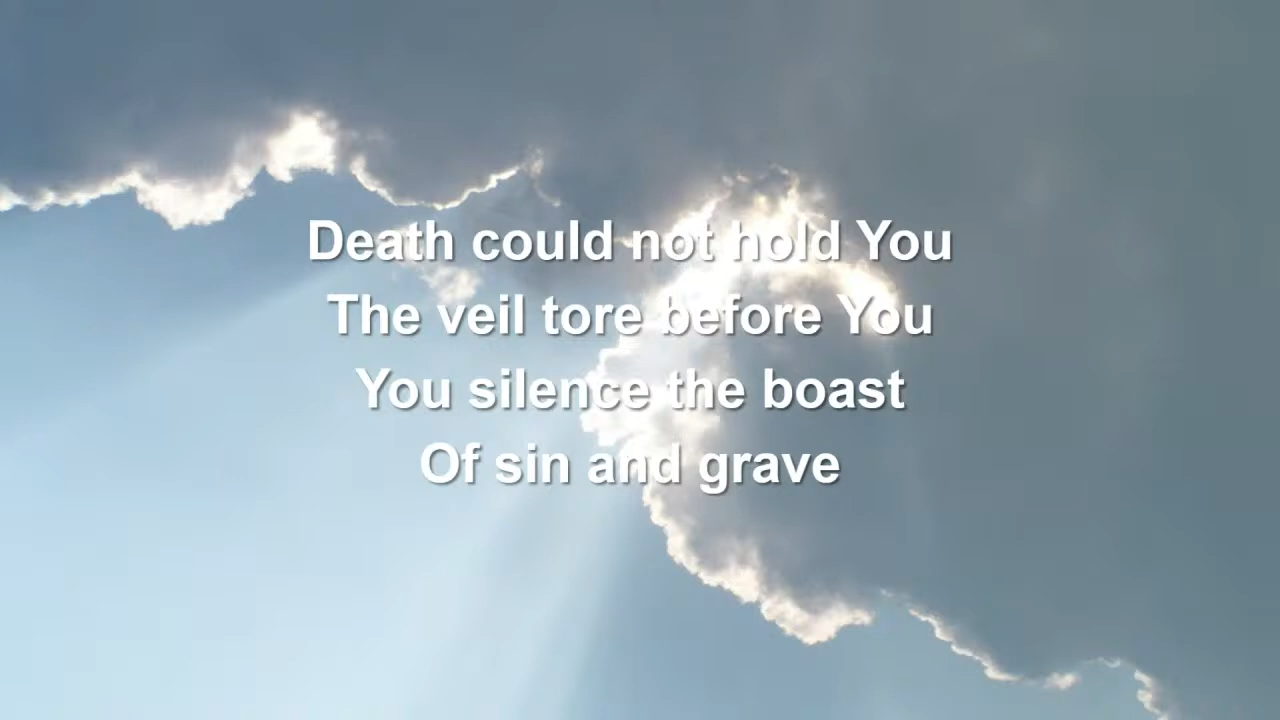 Death could not hold You
The veil tore before You
You silence the boast
Of sin and grave